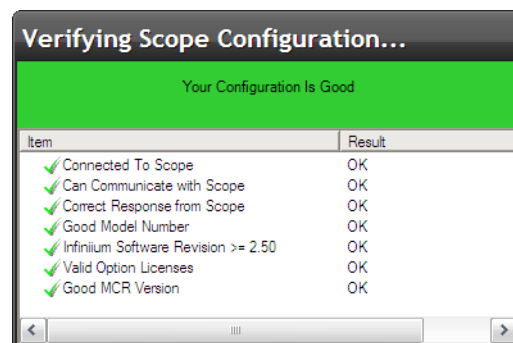 Verifying Scope Configuration...
Your Configuration Is Good
Item Result
Connected To Scope OK
Can Communicate with Scope OK
Correct Response from Scope OK
Good Model Number OK
Infiniium Software Revision >= 2.50 OK
Valid Option Licenses OK
Good MCR Version OK